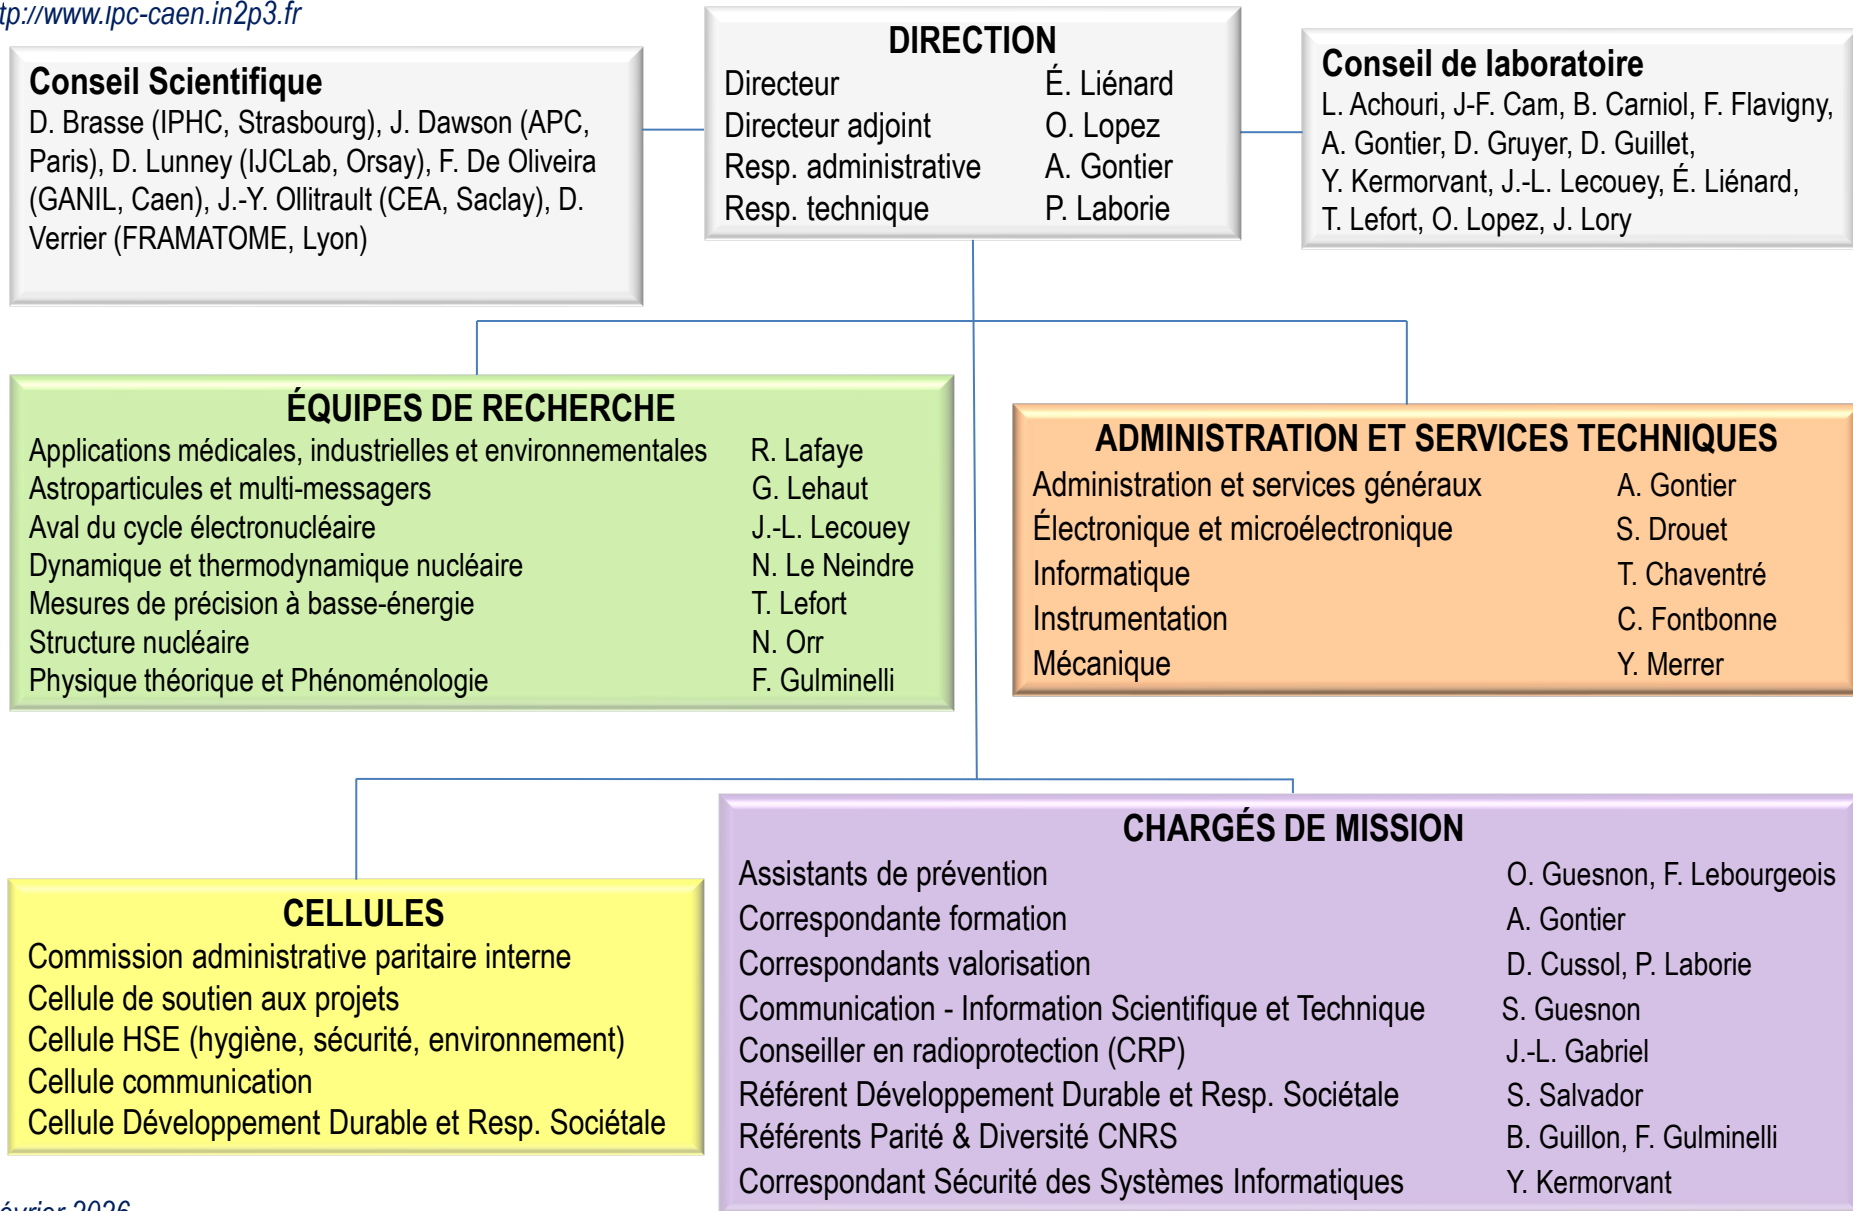 tp://www.lpc-caen.in2p3.fr
Conseil Scientifique
D. Brasse (IPHC, Strasbourg), J. Dawson (APC,
Paris), D. Lunney (IJCLab, Orsay), F. De Oliveira
(GANIL, Caen), J.-Y. Ollitrault (CEA, Saclay), D.
Verrier (FRAMATOME, Lyon)
DIRECTION
Directeur É. Liénard
Directeur adjoint O. Lopez
Resp. administrative A. Gontier
Resp. technique P. Laborie
Conseil de laboratoire
L. Achouri, J-F. Cam, B. Carniol, F. Flavigny,
A. Gontier, D. Gruyer, D. Guillet,
Y. Kermorvant, J.-L. Lecouey, É. Liénard,
T. Lefort, O. Lopez, J. Lory
ÉQUIPES DE RECHERCHE
Applications médicales, industrielles et environnementales R. Lafaye
Astroparticules et multi-messagers G. Lehaut
Aval du cycle électronucléaire J.-L. Lecouey
Dynamique et thermodynamique nucléaire N. Le Neindre
Mesures de précision à basse-énergie T. Lefort
Structure nucléaire N. Orr
Physique théorique et Phénoménologie F. Gulminelli
ADMINISTRATION ET SERVICES TECHNIQUES
Administration et services généraux A. Gontier
Électronique et microélectronique S. Drouet
Informatique T. Chaventré
Instrumentation C. Fontbonne
Mécanique Y. Merrer
CELLULES
Commission administrative paritaire interne
Cellule de soutien aux projets
Cellule HSE (hygiène, sécurité, environnement)
Cellule communication
Cellule Développement Durable et Resp. Sociétale
CHARGÉS DE MISSION
Assistants de prévention O. Guesnon, F. Lebourgeois
Correspondante formation A. Gontier
Correspondants valorisation D. Cussol, P. Laborie
Communication - Information Scientifique et Technique S. Guesnon
Conseiller en radioprotection (CRP) J.-L. Gabriel
Référent Développement Durable et Resp. Sociétale S. Salvador
Référents Parité & Diversité CNRS B. Guillon, F. Gulminelli
Correspondant Sécurité des Systèmes Informatiques Y. Kermorvant
évrier 2026